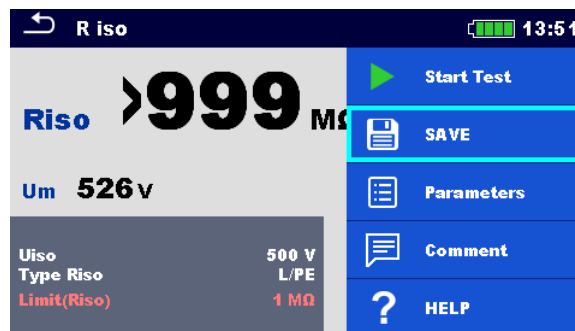 R iso 13:51
Riso >999 MΩ
Um 526 V
Uiso 500 V
Type Riso L/PE
Limit(Riso) 1 MΩ
Start Test
SAVE
Parameters
Comment
? HELP